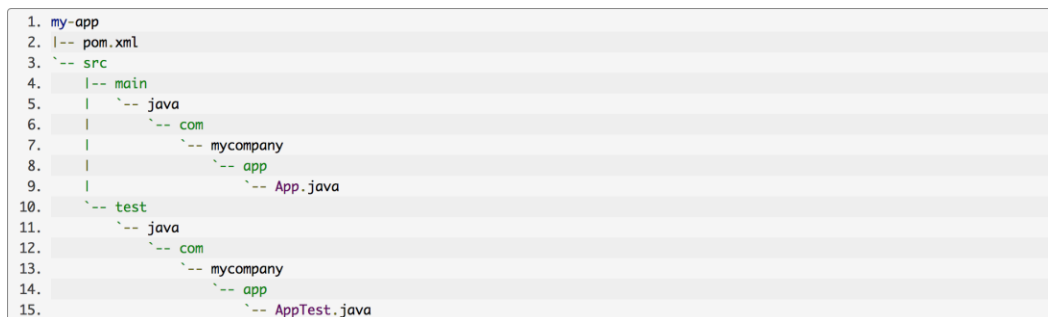 1. my-app
2. |-- pom.xml
3. `-- src
4.     |-- main
5.     |   `-- java
6.     |       `-- com
7.     |           `-- mycompany
8.     |               `-- app
9.     |                   `-- App.java
10.     `-- test
11.         `-- java
12.             `-- com
13.                 `-- mycompany
14.                     `-- app
15.                         `-- AppTest.java